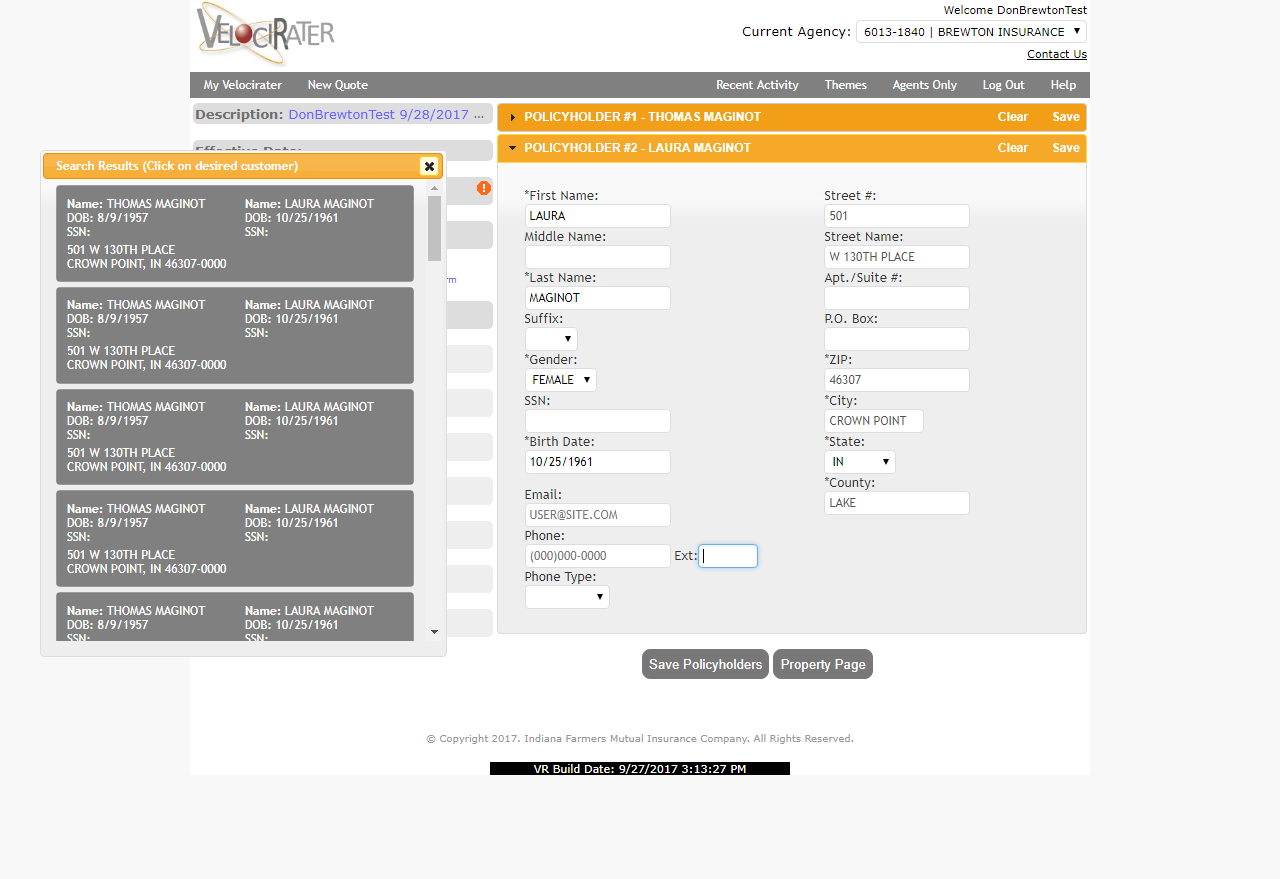 VELOCIRATER
Welcome DonBrewtonTest
Current Agency: 6013-1840 | BREWTON INSURANCE
Contact Us
My Velocirater New Quote Recent Activity Themes Agents Only Log Out Help
Description: DonBrewtonTest 9/28/2017 ...
Effective Date:
Search Results (Click on desired customer)
Name: THOMAS MAGINOT Name: LAURA MAGINOT
DOB: 8/9/1957 DOB: 10/25/1961
SSN: SSN:
501 W 130TH PLACE
CROWN POINT, IN 46307-0000
Name: THOMAS MAGINOT Name: LAURA MAGINOT
DOB: 8/9/1957 DOB: 10/25/1961
SSN: SSN:
501 W 130TH PLACE
CROWN POINT, IN 46307-0000
Name: THOMAS MAGINOT Name: LAURA MAGINOT
DOB: 8/9/1957 DOB: 10/25/1961
SSN: SSN:
501 W 130TH PLACE
CROWN POINT, IN 46307-0000
Name: THOMAS MAGINOT Name: LAURA MAGINOT
DOB: 8/9/1957 DOB: 10/25/1961
SSN: SSN:
501 W 130TH PLACE
CROWN POINT, IN 46307-0000
Name: THOMAS MAGINOT Name: LAURA MAGINOT
DOB: 8/9/1957 DOB: 10/25/1961
SSN: SSN:
POLICYHOLDER #1 - THOMAS MAGINOT Clear Save
POLICYHOLDER #2 - LAURA MAGINOT Clear Save
*First Name:
LAURA
Middle Name:
*Last Name:
MAGINOT
Suffix:
*Gender:
FEMALE
SSN:
*Birth Date:
10/25/1961
Email:
USER@SITE.COM
Phone:
(000)000-0000 Ext:
Phone Type:
Street #:
501
Street Name:
W 130TH PLACE
Apt./Suite #:
P.O. Box:
*ZIP:
46307
*City:
CROWN POINT
*State:
IN
*County:
LAKE
Save Policyholders Property Page
© Copyright 2017. Indiana Farmers Mutual Insurance Company. All Rights Reserved.
VR Build Date: 9/27/2017 3:13:27 PM